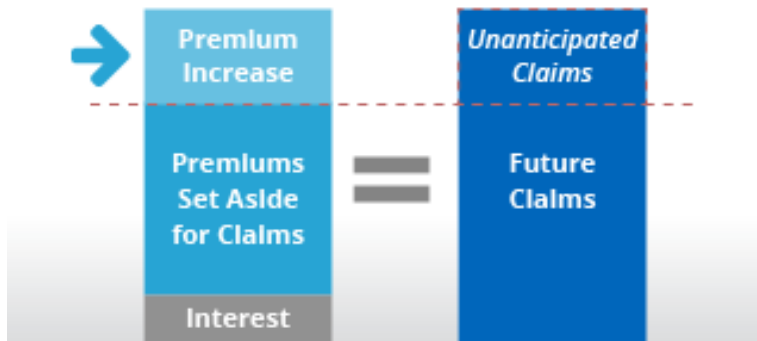 Premium
Increase
Unanticipated
Claims
Premiums
Set Aside
for Claims
Future
Claims
Interest